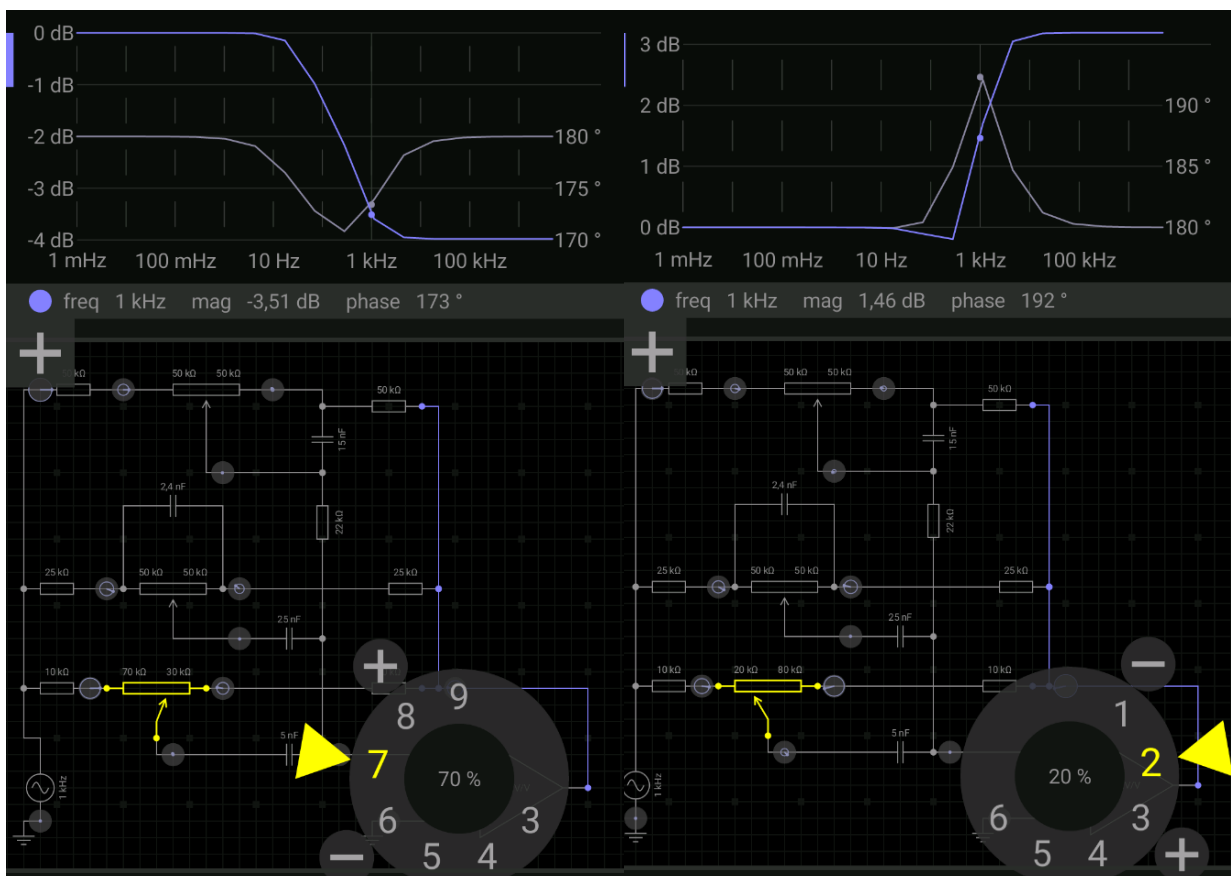 0 dB
-1 dB
-2 dB 180 °
-3 dB 175 °
-4 dB 170 °
1 mHz 100 mHz 10 Hz 1 kHz 100 kHz
freq 1 kHz mag -3,51 dB phase 173 °
+
50 kΩ 50 kΩ 50 kΩ
15 nF
2,4 nF
22 kΩ
25 kΩ 50 kΩ 50 kΩ 25 kΩ
25 nF
+
10 kΩ 70 kΩ 30 kΩ
9
8
5 nF
7
70 %
1 kHz
6
3
5
4
−
3 dB
2 dB 190 °
1 dB 185 °
0 dB 180 °
1 mHz 100 mHz 10 Hz 1 kHz 100 kHz
freq 1 kHz mag 1,46 dB phase 192 °
+
50 kΩ 50 kΩ 50 kΩ
15 nF
2,4 nF
22 kΩ
25 kΩ 50 kΩ 50 kΩ 25 kΩ
25 nF
−
10 kΩ 20 kΩ 80 kΩ 10 kΩ
1
5 nF
2
20 %
1 kHz
6
3
5
4
+